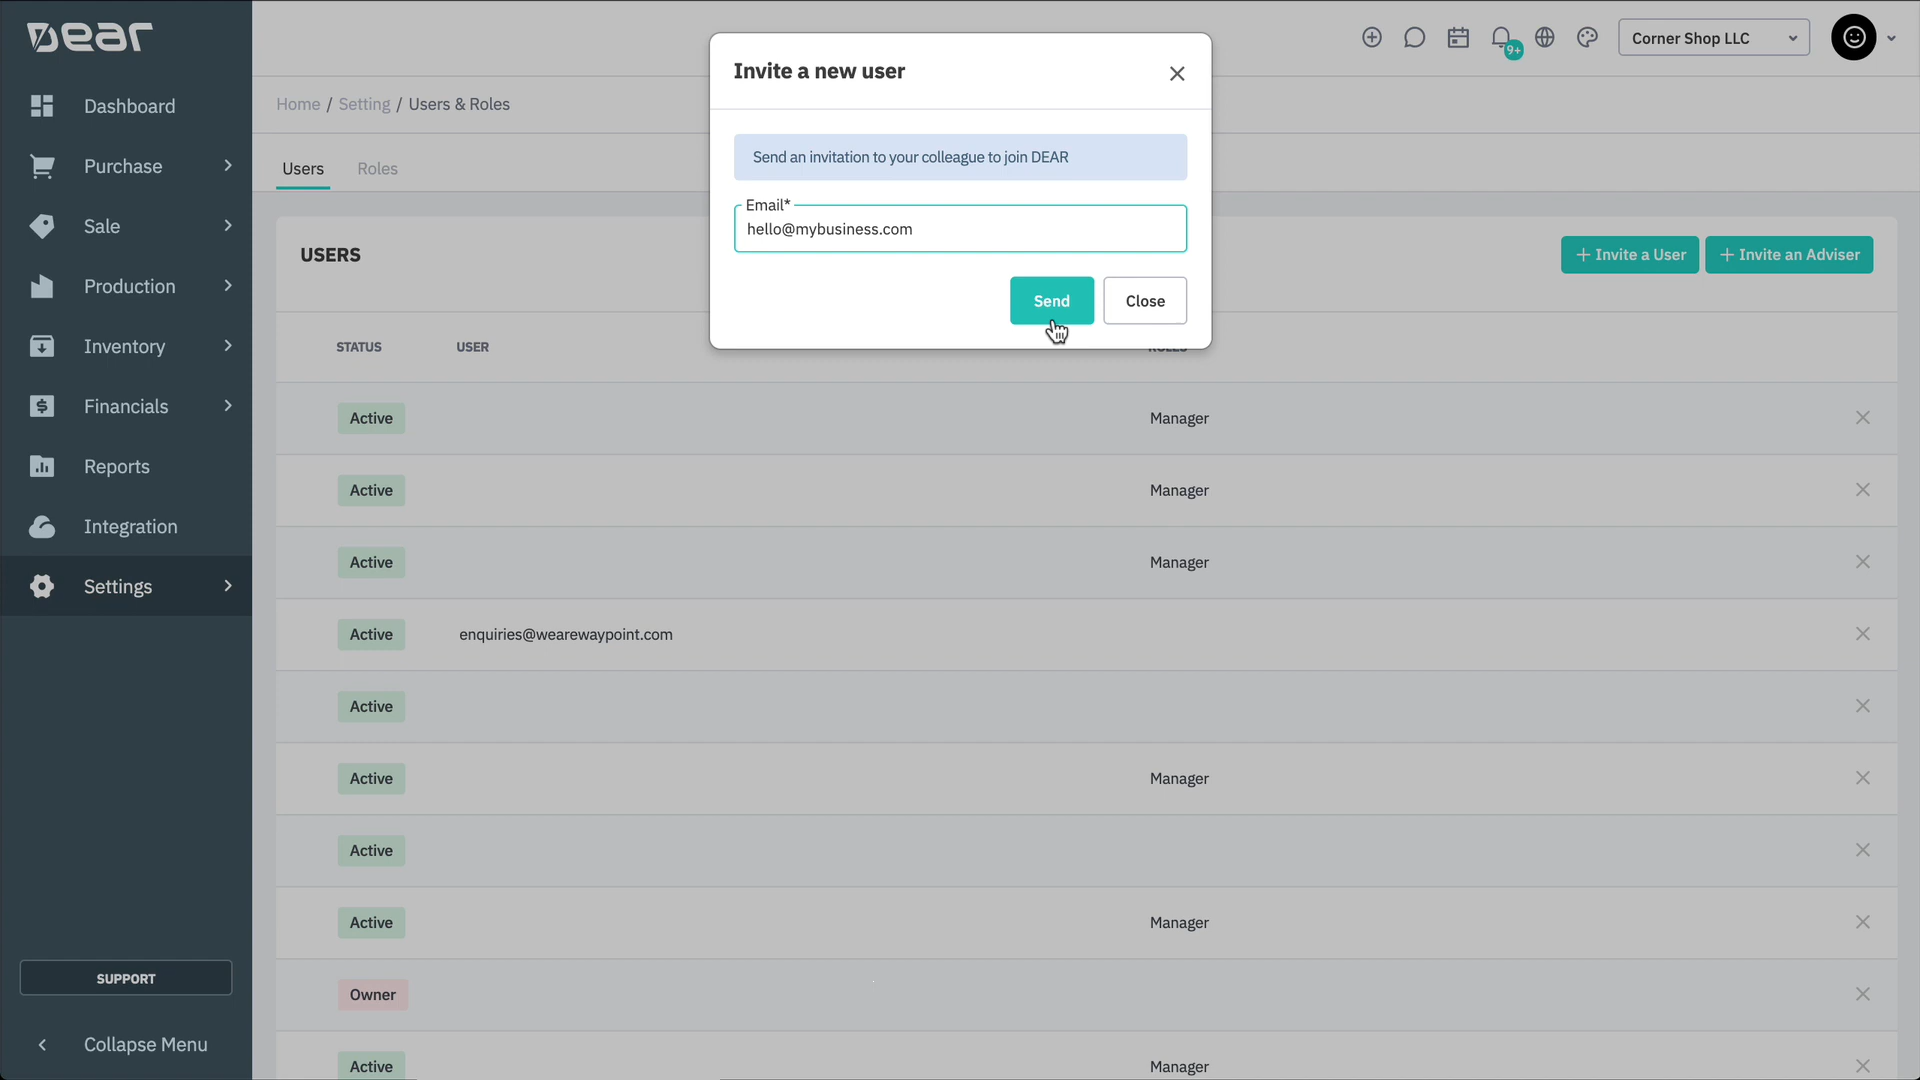 Dear
Dashboard
Purchase
Sale
Production
Inventory
Financials
Reports
Integration
Settings
SUPPORT
Collapse Menu
9+
Corner Shop LLC
Home / Setting / Users & Roles
Users
Roles
USERS
+ Invite a User
+ Invite an Adviser
STATUS
USER
ROLES
Active
Manager
Active
Manager
Active
Manager
Active
enquiries@wearewaypoint.com
Active
Active
Manager
Active
Active
Manager
Owner
Active
Manager
Invite a new user
Send an invitation to your colleague to join DEAR
Email*
hello@mybusiness.com
Send
Close